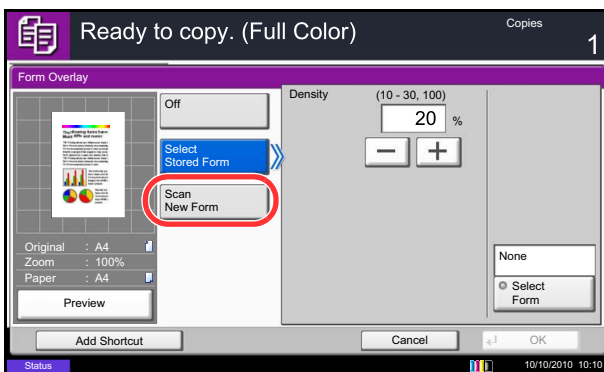 Ready to copy. (Full Color)
Copies
1
Form Overlay
Off
Select
Stored Form
Scan
New Form
Density
(10 - 30, 100)
20 %
Original : A4
Zoom : 100%
Paper : A4
Preview
None
Select
Form
Add Shortcut
Cancel
OK
Status
10/10/2010 10:10